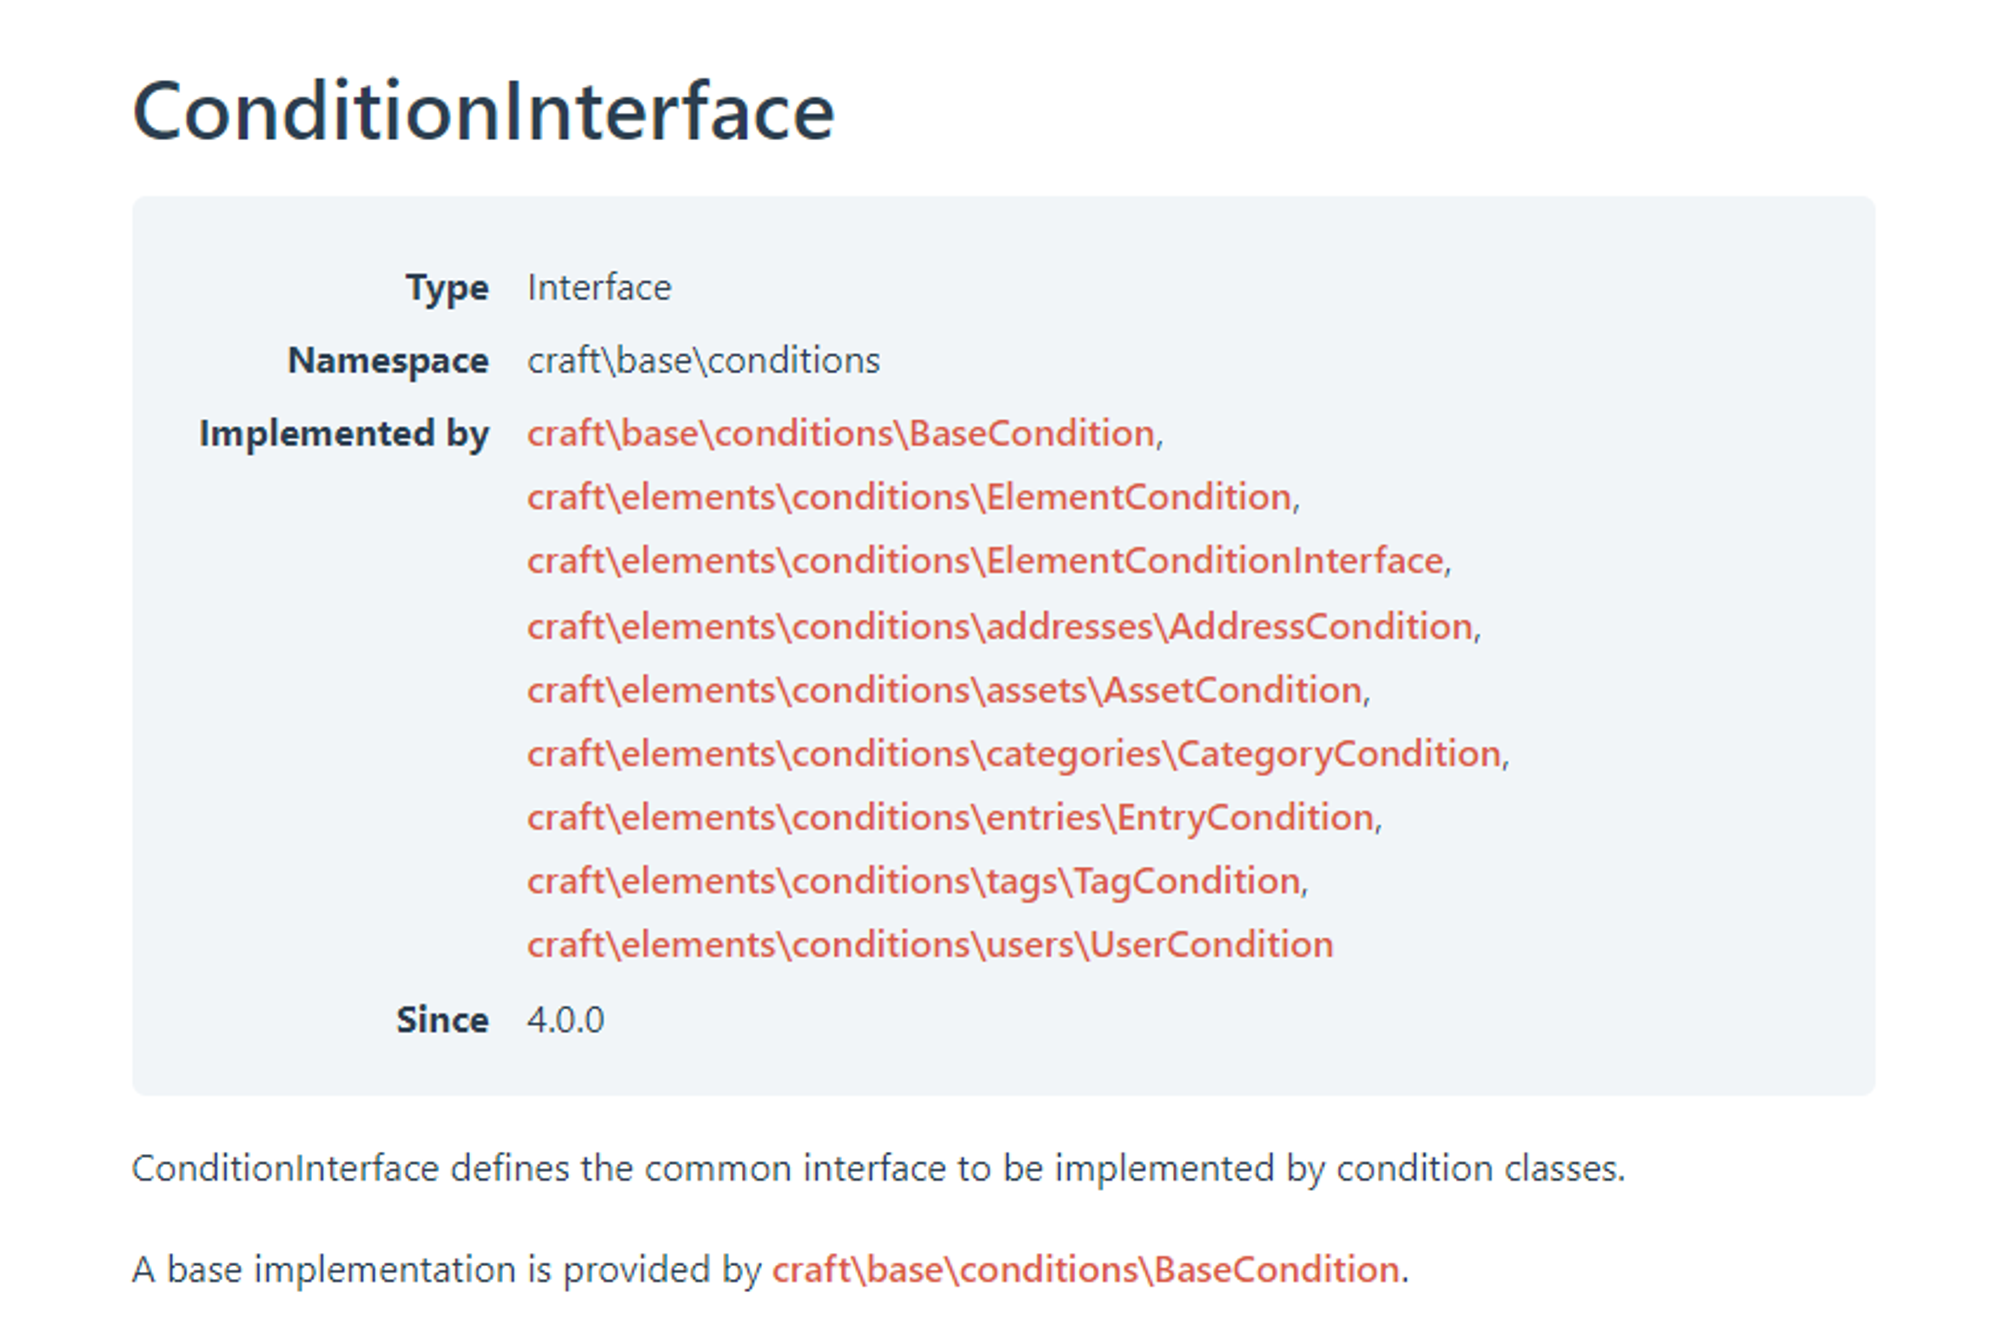 ConditionInterface
Type Interface
Namespace craft\base\conditions
Implemented by craft\base\conditions\BaseCondition,
craft\elements\conditions\ElementCondition,
craft\elements\conditions\ElementConditionInterface,
craft\elements\conditions\addresses\AddressCondition,
craft\elements\conditions\assets\AssetCondition,
craft\elements\conditions\categories\CategoryCondition,
craft\elements\conditions\entries\EntryCondition,
craft\elements\conditions\tags\TagCondition,
craft\elements\conditions\users\UserCondition
Since 4.0.0
ConditionInterface defines the common interface to be implemented by condition classes.
A base implementation is provided by craft\base\conditions\BaseCondition.